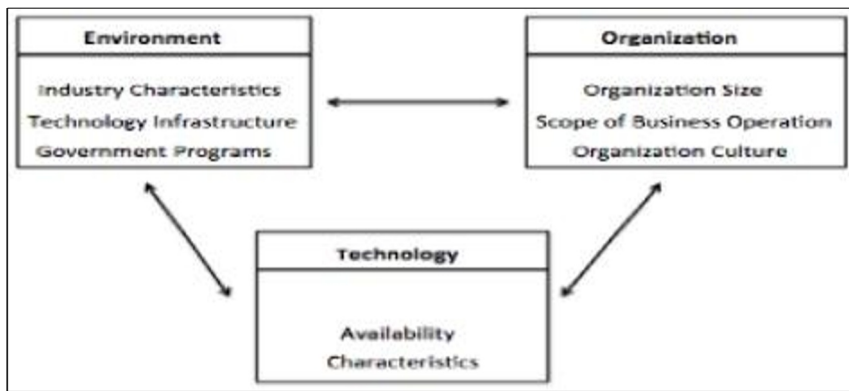 Environment
Industry Characteristics
Technology Infrastructure
Government Programs
Organization
Organization Size
Scope of Business Operation
Organization Culture
Technology
Availability
Characteristics